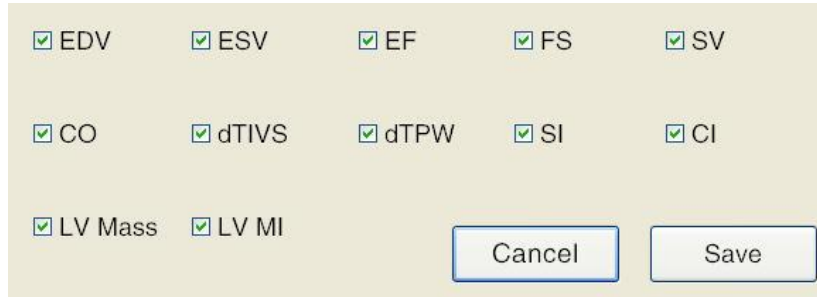 EDV ESV EF FS SV
CO dTIVS dTPW SI CI
LV Mass LV MI
Cancel Save